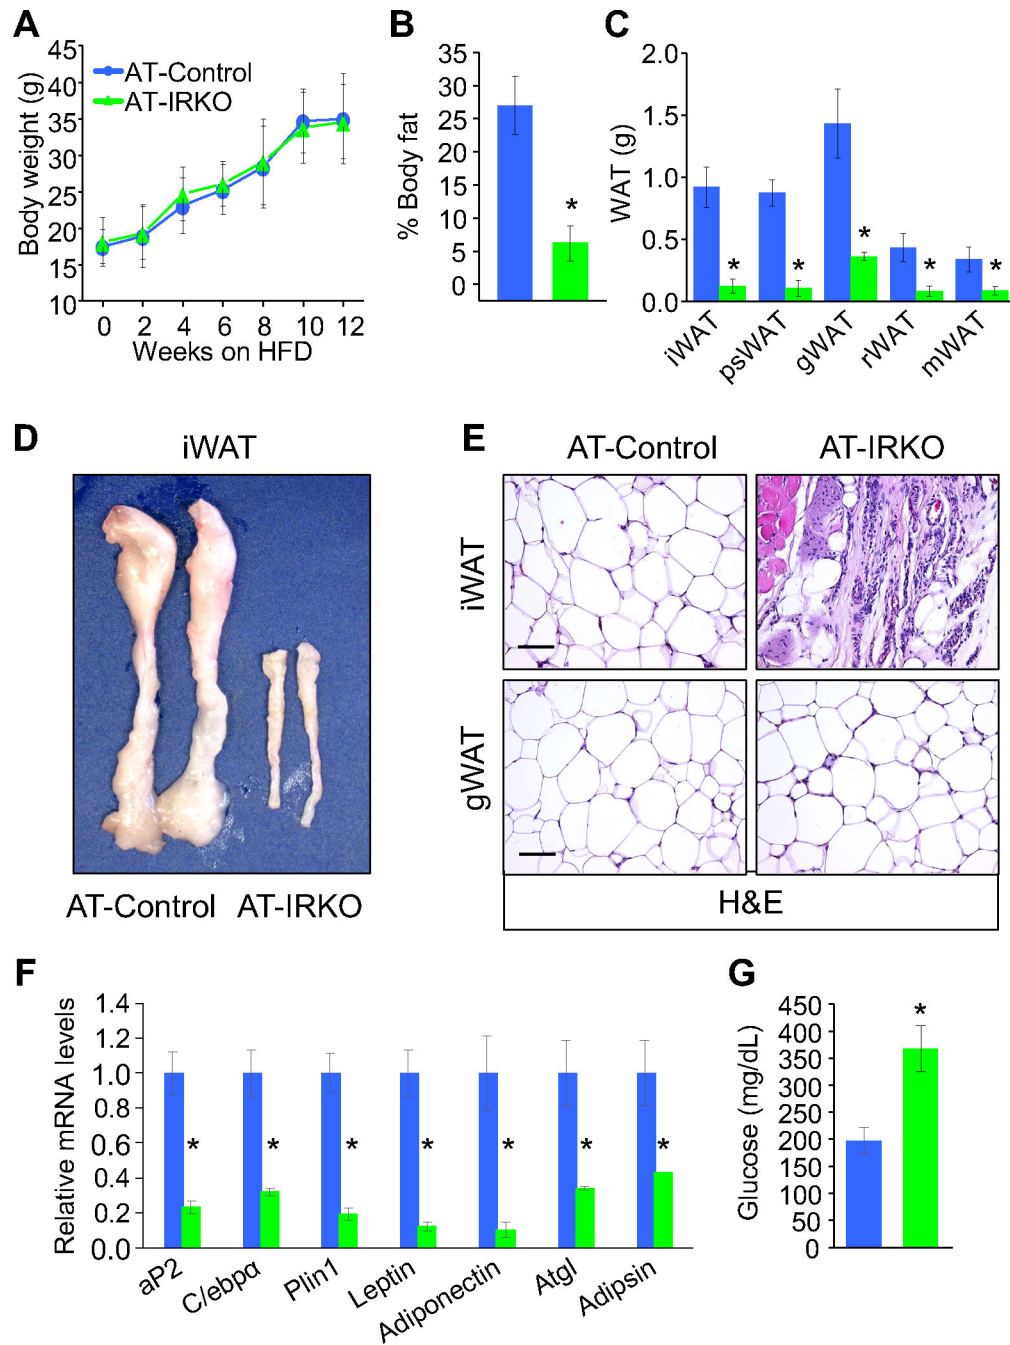 A
Body weight (g)
45
40
35
30
25
20
15
10
AT-Control
AT-IRKO
0 2 4 6 8 10 12
Weeks on HFD
B
% Body fat
35
30
25
20
15
10
5
0
*
C
WAT (g)
2.0
1.5
1.0
0.5
0.0
* * * * *
iWAT psWAT gWAT rWAT mWAT
D
iWAT
AT-Control AT-IRKO
E
AT-Control AT-IRKO
iWAT
gWAT
H&E
F
Relative mRNA levels
1.4
1.2
1.0
0.8
0.6
0.4
0.2
0.0
* * * * * * *
aP2 C/ebpα Plin1 Leptin Adiponectin Atgl Adipsin
G
Glucose (mg/dL)
450
400
350
300
250
200
150
100
50
0
*